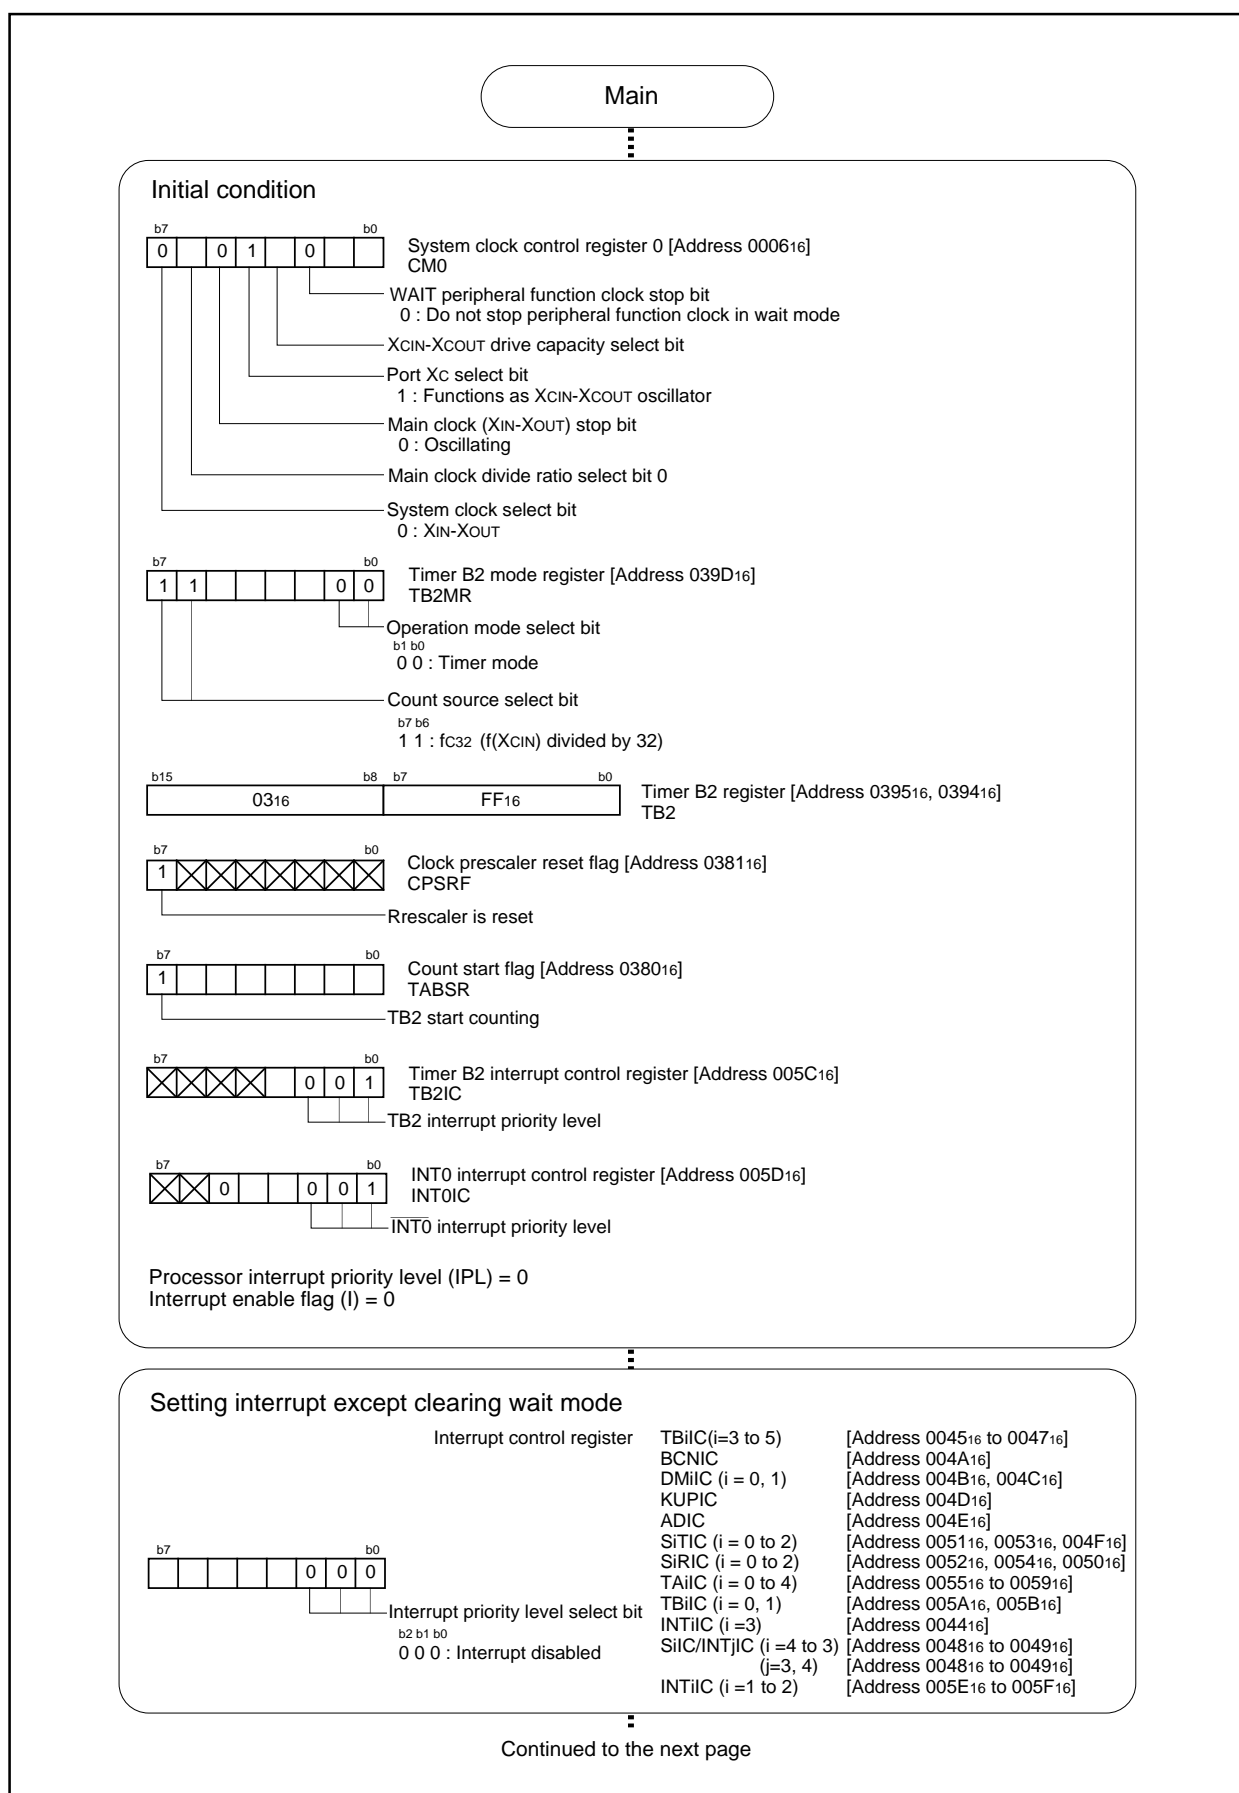 Main
Initial condition
b7 b0
0 0 1 0
System clock control register 0 [Address 000616]
CM0
WAIT peripheral function clock stop bit
0 : Do not stop peripheral function clock in wait mode
XCIN-XCOUT drive capacity select bit
Port XC select bit
1 : Functions as XCIN-XCOUT oscillator
Main clock (XIN-XOUT) stop bit
0 : Oscillating
Main clock divide ratio select bit 0
System clock select bit
0 : XIN-XOUT
b7 b0
1 1 0 0
Timer B2 mode register [Address 039D16]
TB2MR
Operation mode select bit
b1 b0
0 0 : Timer mode
Count source select bit
b7 b6
1 1 : fC32 (f(XCIN) divided by 32)
b15 b8 b7 b0
0316 FF16
Timer B2 register [Address 039516, 039416]
TB2
b7 b0
1
Clock prescaler reset flag [Address 038116]
CPSRF
Rrescaler is reset
b7 b0
1
Count start flag [Address 038016]
TABSR
TB2 start counting
b7 b0
0 0 1
Timer B2 interrupt control register [Address 005C16]
TB2IC
TB2 interrupt priority level
b7 b0
0 0 0 1
INT0 interrupt control register [Address 005D16]
INT0IC
INT0 interrupt priority level
Processor interrupt priority level (IPL) = 0
Interrupt enable flag (I) = 0
Setting interrupt except clearing wait mode
Interrupt control register TBiIC(i=3 to 5) [Address 004516 to 004716]
BCNIC [Address 004A16]
DMiIC (i = 0, 1) [Address 004B16, 004C16]
KUPIC [Address 004D16]
ADIC [Address 004E16]
SiTIC (i = 0 to 2) [Address 005116, 005316, 004F16]
SiRIC (i = 0 to 2) [Address 005216, 005416, 005016]
TAiIC (i = 0 to 4) [Address 005516 to 005916]
TBiIC (i = 0, 1) [Address 005A16, 005B16]
INTiIC (i =3) [Address 004416]
SiIC/INTjIC (i =4 to 3) [Address 004816 to 004916]
(j=3, 4) [Address 004816 to 004916]
INTiIC (i =1 to 2) [Address 005E16 to 005F16]
b7 b0
0 0 0
Interrupt priority level select bit
b2 b1 b0
0 0 0 : Interrupt disabled
Continued to the next page